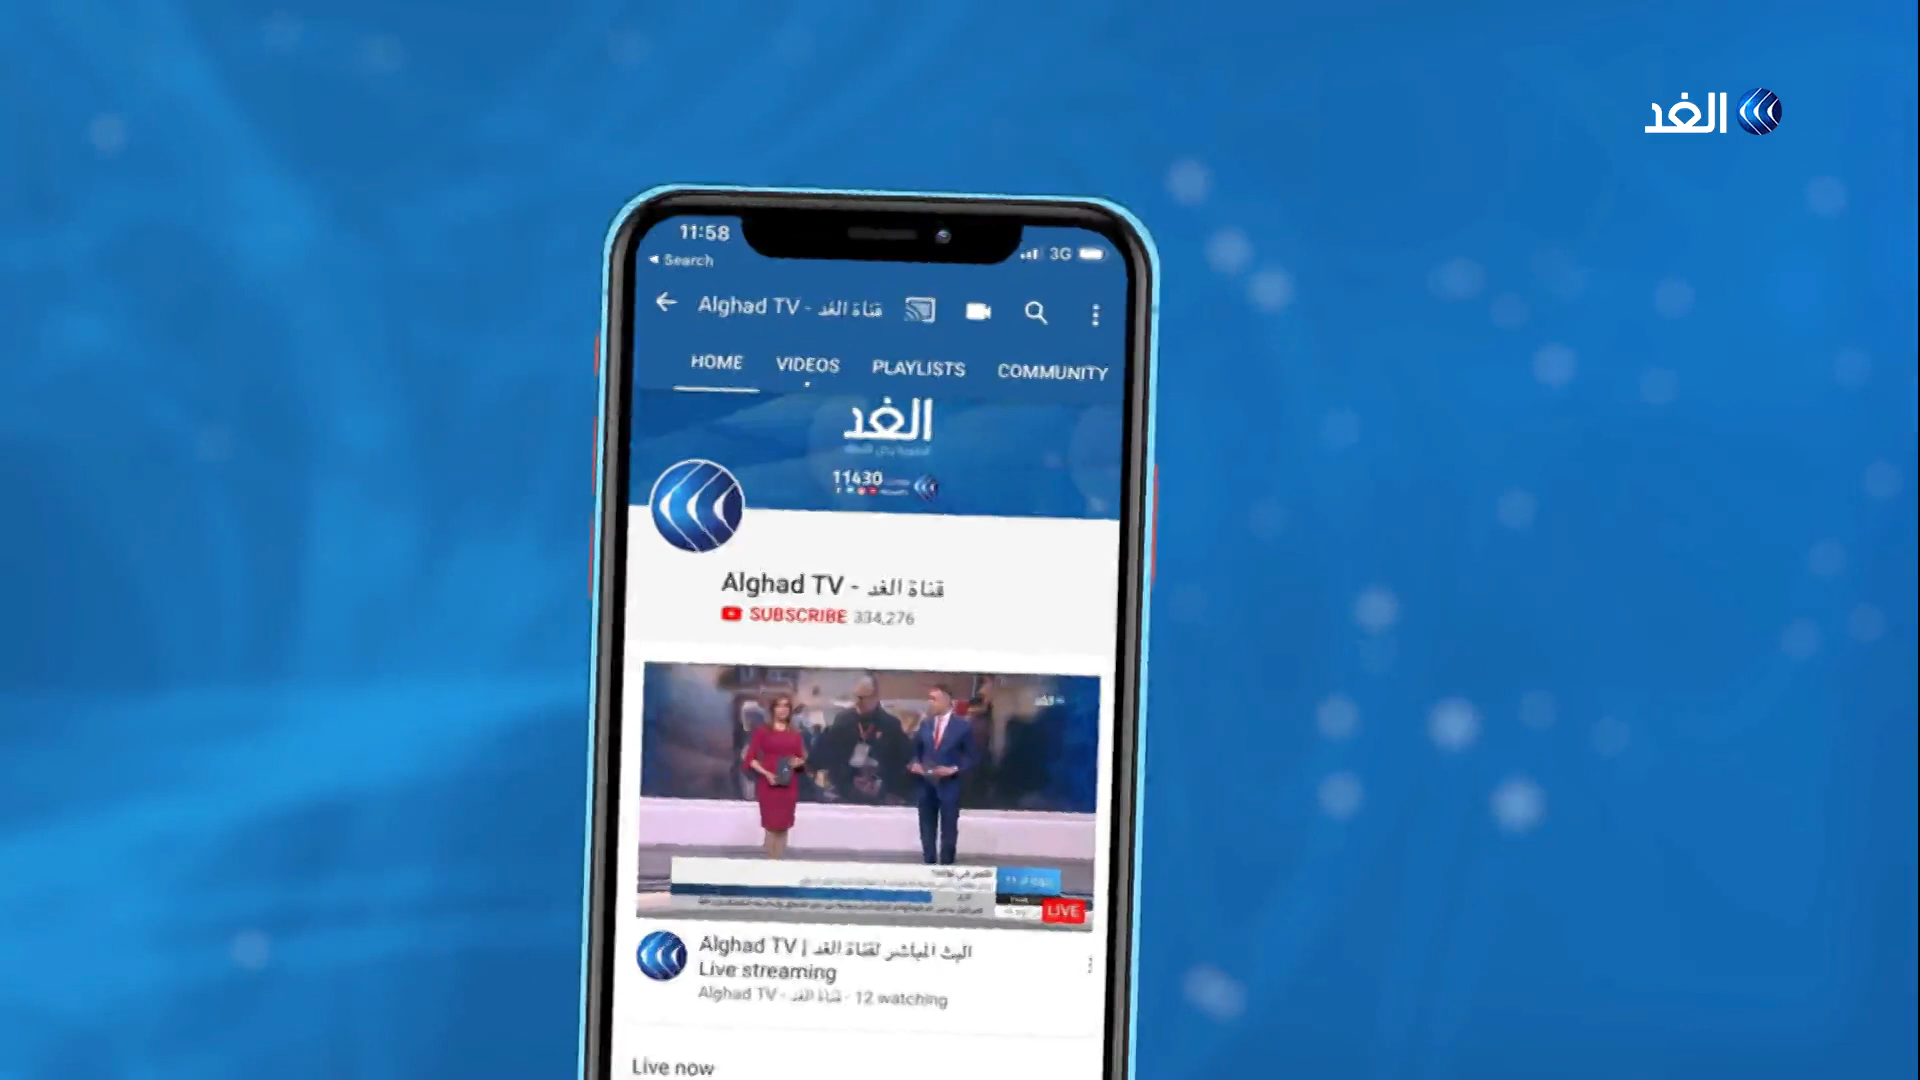 الغد
11:58
3G
Search
Alghad TV - قناة الغد
HOME VIDEOS PLAYLISTS COMMUNITY
الغد
11430
Alghad TV - قناة الغد
SUBSCRIBE 334,276
الغد
LIVE
Alghad TV | البث المباشر لقناة الغد
Live streaming
Alghad TV - قناة الغد · 12 watching
Live now